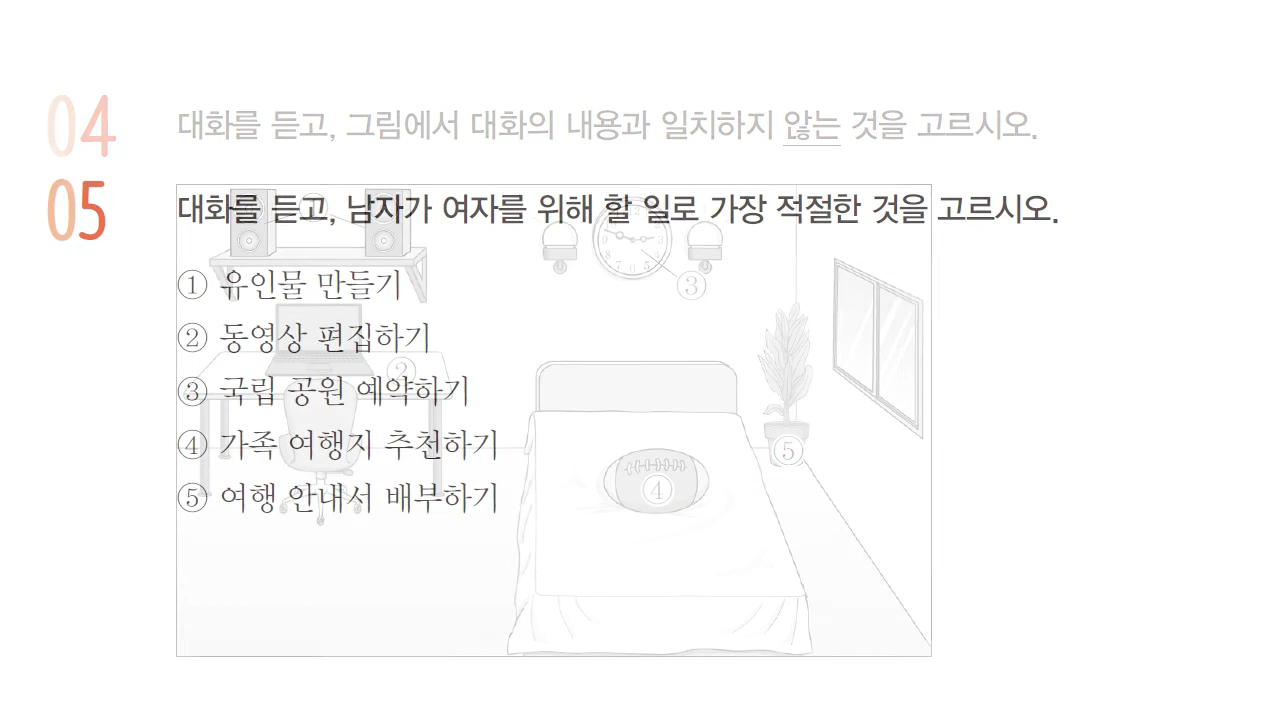 04 대화를 듣고, 그림에서 대화의 내용과 일치하지 않는 것을 고르시오.
05 대화를 듣고, 남자가 여자를 위해 할 일로 가장 적절한 것을 고르시오.
① 유인물 만들기
② 동영상 편집하기
③ 국립 공원 예약하기
④ 가족 여행지 추천하기
⑤ 여행 안내서 배부하기
①
②
③
④
⑤